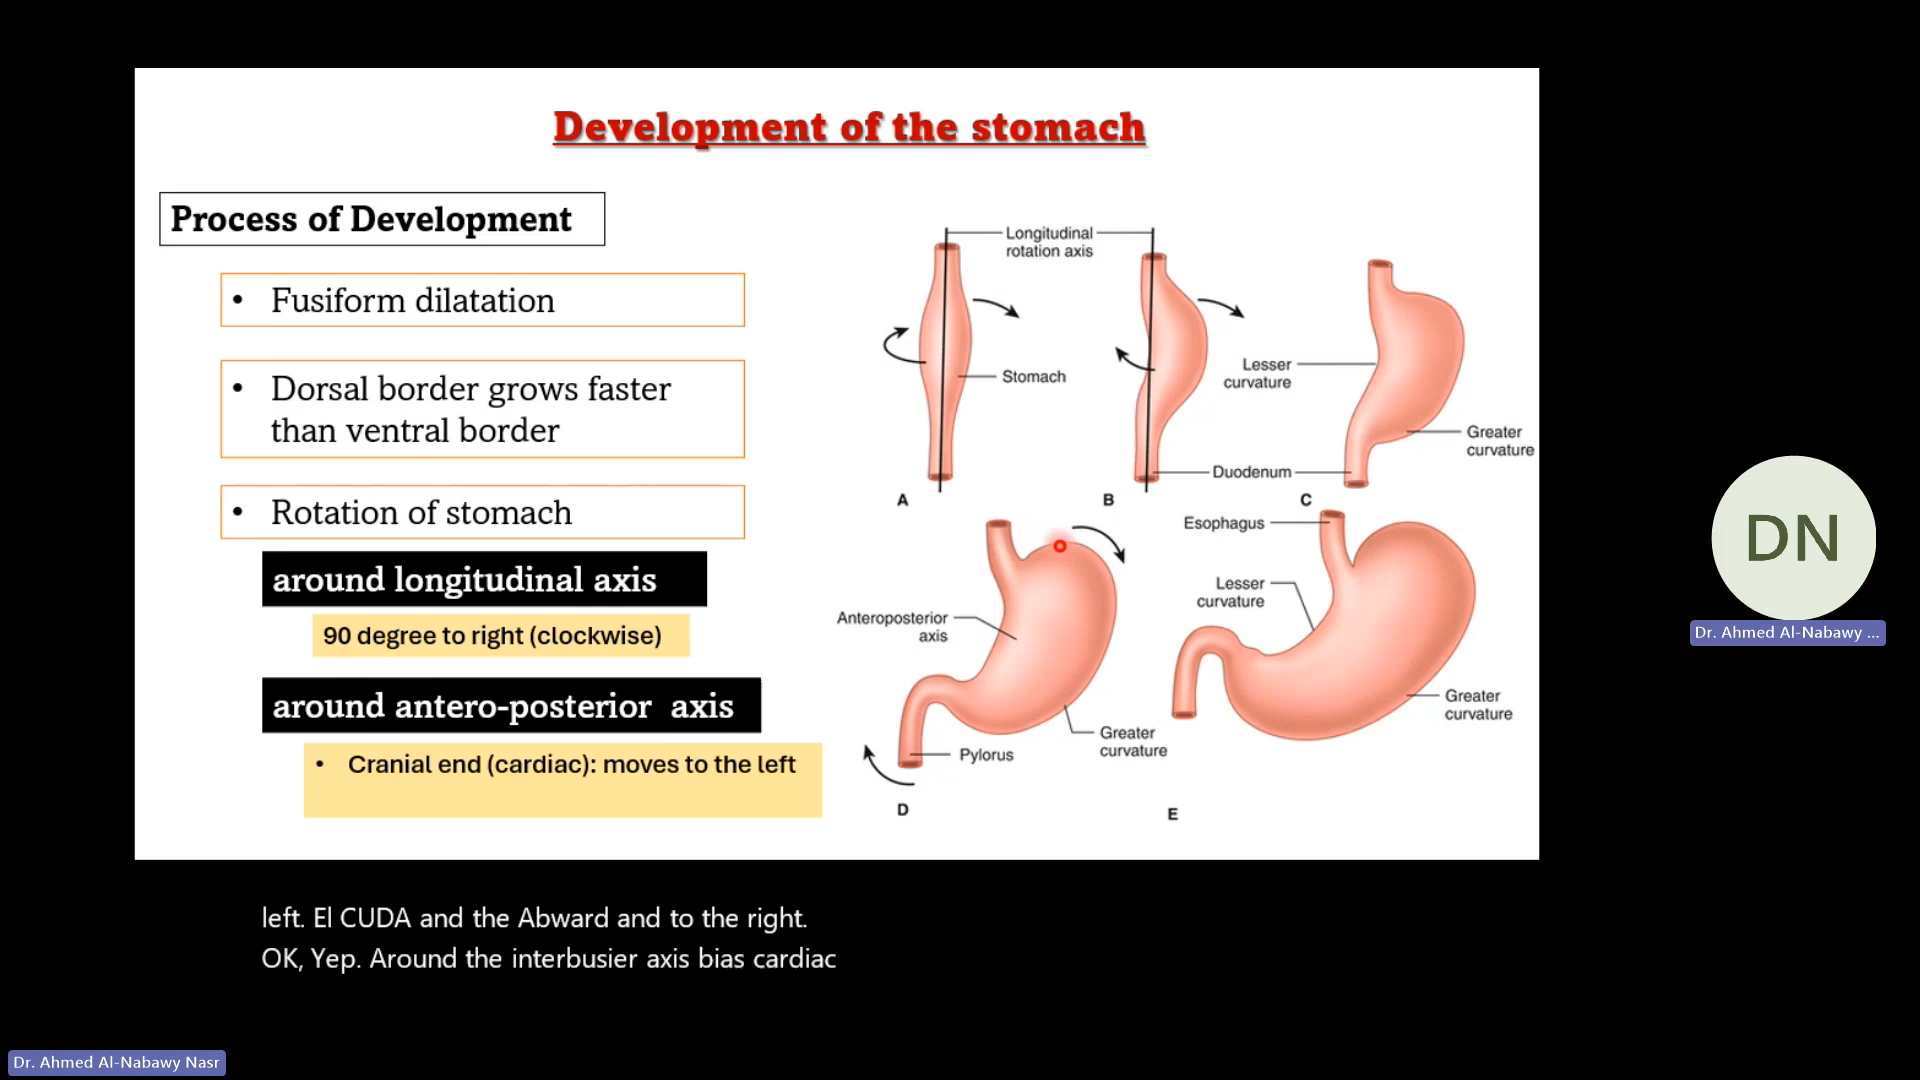 Development of the stomach
Process of Development
• Fusiform dilatation
• Dorsal border grows faster
than ventral border
• Rotation of stomach
around longitudinal axis
90 degree to right (clockwise)
around antero-posterior axis
• Cranial end (cardiac): moves to the left
Longitudinal
rotation axis
Stomach
Lesser
curvature
Greater
curvature
Duodenum
A
B
C
Esophagus
Anteroposterior
axis
Lesser
curvature
Greater
curvature
Pylorus
Greater
curvature
D
E
DN
Dr. Ahmed Al-Nabawy ...
left. El CUDA and the Abward and to the right.
OK, Yep. Around the interbusier axis bias cardiac
Dr. Ahmed Al-Nabawy Nasr